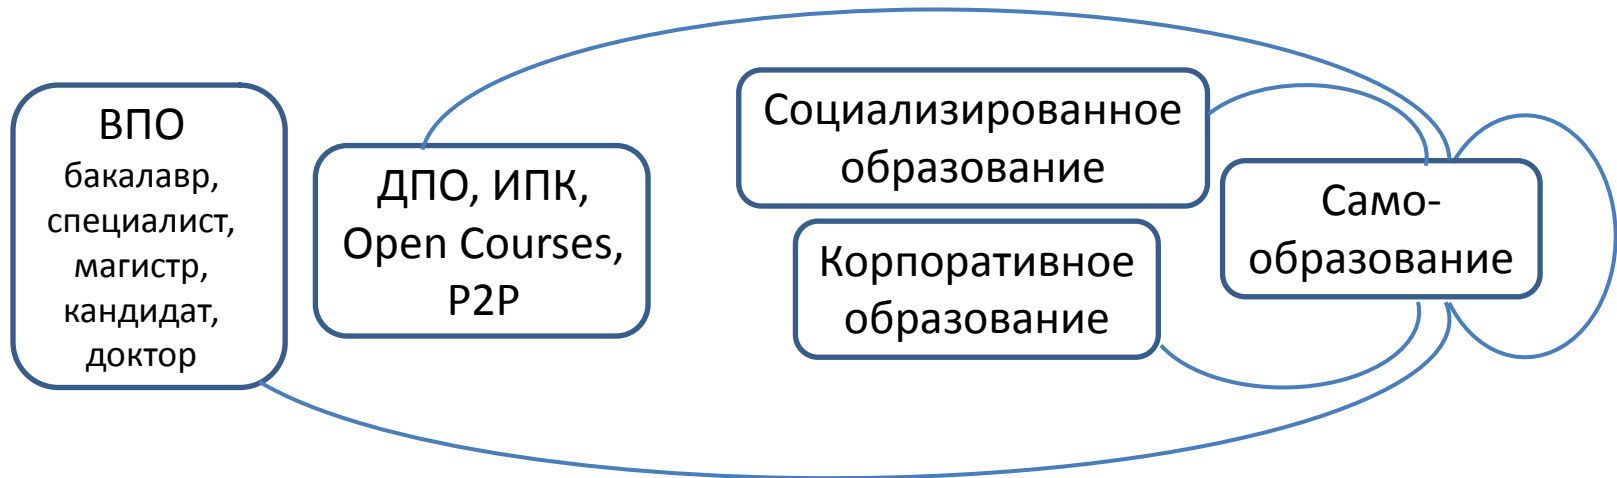 ВПО
бакалавр,
специалист,
магистр,
кандидат,
доктор
ДПО, ИПК,
Open Courses,
P2P
Социализированное
образование
Корпоративное
образование
Само-
образование